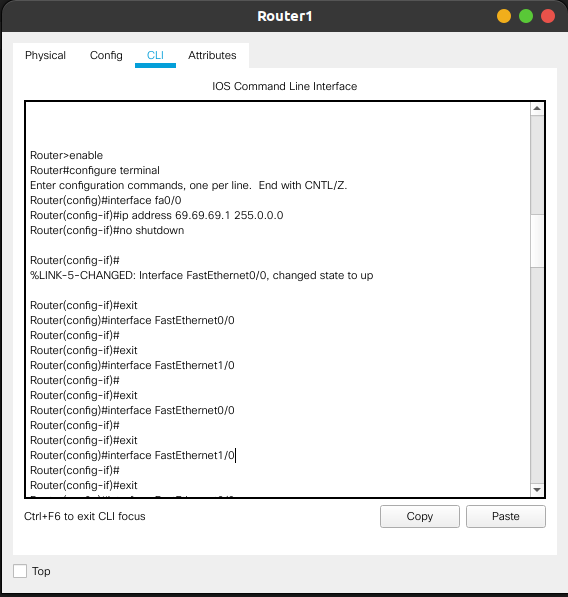 Router1
Physical Config CLI Attributes
IOS Command Line Interface
Router>enable
Router#configure terminal
Enter configuration commands, one per line.  End with CNTL/Z.
Router(config)#interface fa0/0
Router(config-if)#ip address 69.69.69.1 255.0.0.0
Router(config-if)#no shutdown
Router(config-if)#
%LINK-5-CHANGED: Interface FastEthernet0/0, changed state to up
Router(config-if)#exit
Router(config)#interface FastEthernet0/0
Router(config-if)#
Router(config-if)#exit
Router(config)#interface FastEthernet1/0
Router(config-if)#
Router(config-if)#exit
Router(config)#interface FastEthernet0/0
Router(config-if)#
Router(config-if)#exit
Router(config)#interface FastEthernet1/0
Router(config-if)#
Router(config-if)#exit
Ctrl+F6 to exit CLI focus
Copy Paste
Top